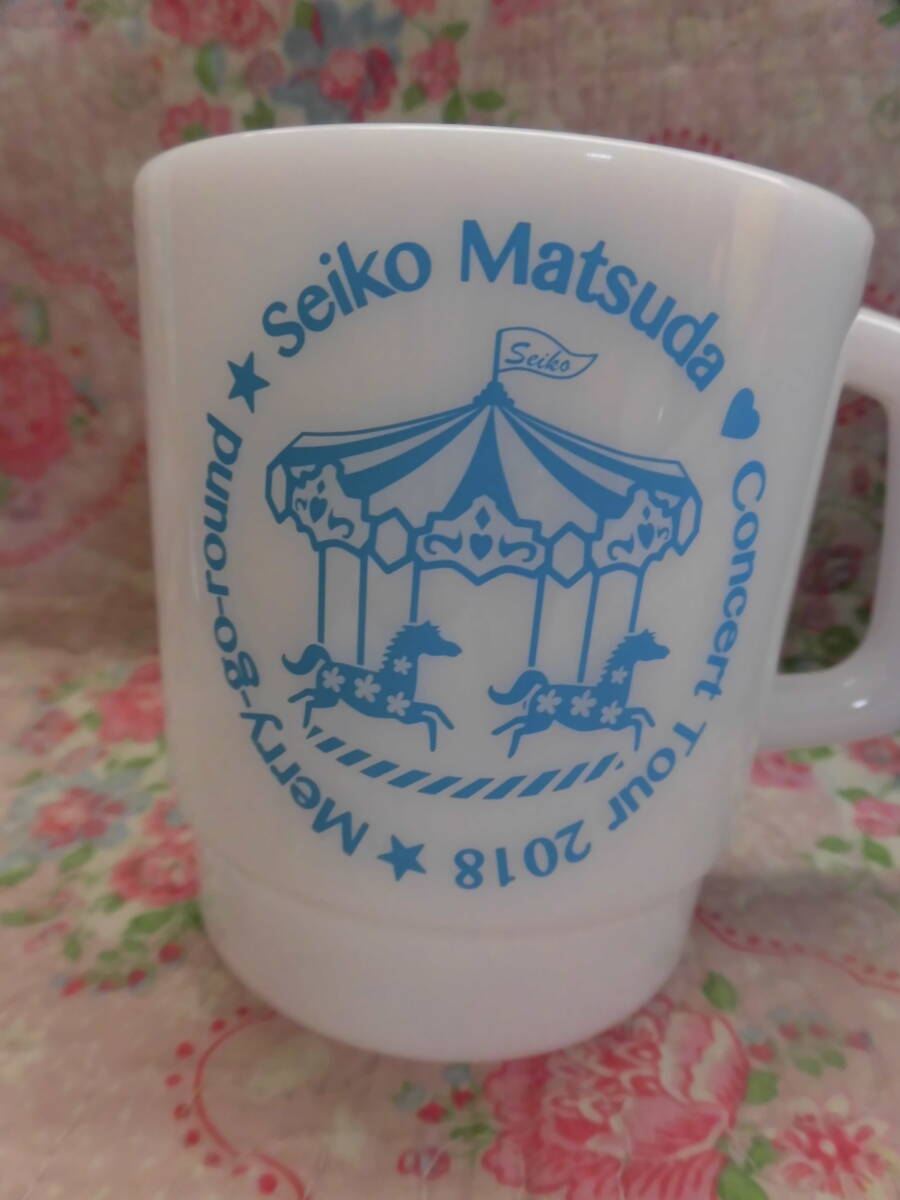 Seiko Matsuda ♥ Concert Tour 2018 ★ Merry-go-round ★
Seiko